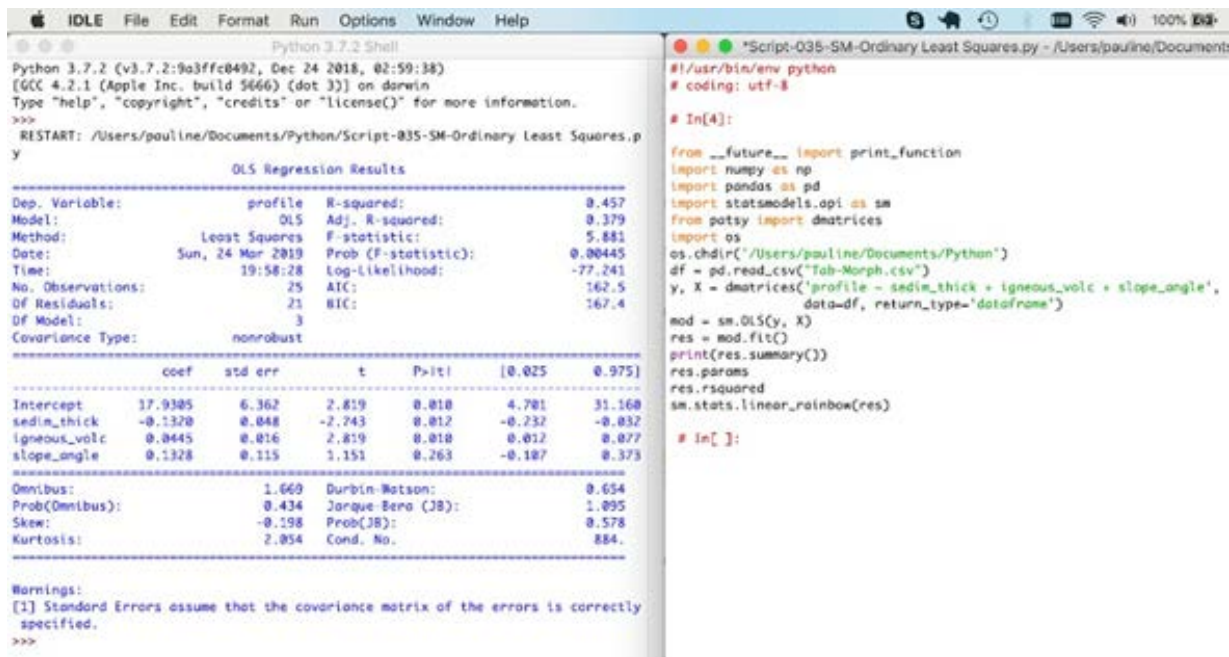 IDLE File Edit Format Run Options Window Help 100%
Python 3.7.2 Shell
Python 3.7.2 (v3.7.2:9a3ffc0492, Dec 24 2018, 02:59:38)
[GCC 4.2.1 (Apple Inc. build 5666) (dot 3)] on darwin
Type "help", "copyright", "credits" or "license()" for more information.
>>>
RESTART: /Users/pauline/Documents/Python/Script-035-SM-Ordinary Least Squares.p
y
OLS Regression Results
Dep. Variable: profile R-squared: 0.457
Model: OLS Adj. R-squared: 0.379
Method: Least Squares F-statistic: 5.881
Date: Sun, 24 Mar 2019 Prob (F-statistic): 0.00445
Time: 19:58:28 Log-Likelihood: -77.241
No. Observations: 25 AIC: 162.5
Df Residuals: 21 BIC: 167.4
Df Model: 3
Covariance Type: nonrobust
coef std err t P>|t| [0.025 0.975]
Intercept 17.9305 6.362 2.819 0.010 4.701 31.160
sedim_thick -0.1320 0.048 -2.743 0.012 -0.232 -0.032
igneous_volc 0.0445 0.016 2.819 0.010 0.012 0.077
slope_angle 0.1328 0.115 1.151 0.263 -0.107 0.373
Omnibus: 1.669 Durbin-Watson: 0.654
Prob(Omnibus): 0.434 Jarque-Bera (JB): 1.095
Skew: -0.198 Prob(JB): 0.578
Kurtosis: 2.054 Cond. No. 884.
Warnings:
[1] Standard Errors assume that the covariance matrix of the errors is correctly
specified.
>>>
*Script-035-SM-Ordinary Least Squares.py - /Users/pauline/Documents
#!/usr/bin/env python
# coding: utf-8
# In[4]:
from __future__ import print_function
import numpy as np
import pandas as pd
import statsmodels.api as sm
from patsy import dmatrices
import os
os.chdir('/Users/pauline/Documents/Python')
df = pd.read_csv("Tab-Morph.csv")
y, X = dmatrices('profile ~ sedim_thick + igneous_volc + slope_angle',
data=df, return_type='dataframe')
mod = sm.OLS(y, X)
res = mod.fit()
print(res.summary())
res.params
res.rsquared
sm.stats.linear_rainbow(res)
# In[ ]: